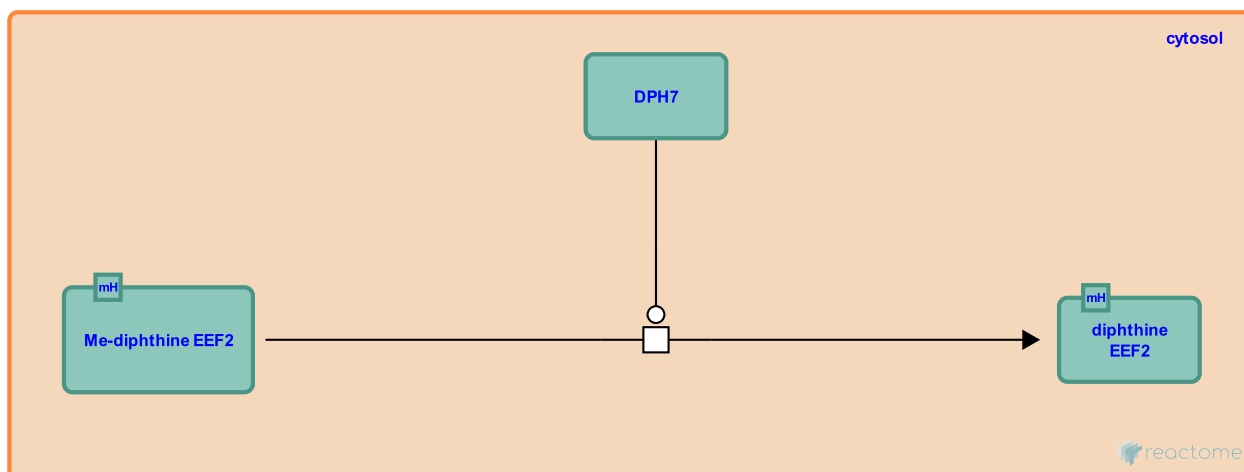 cytosol
DPH7
mH
Me-diphthine EEF2
mH
diphthine
EEF2
reactome